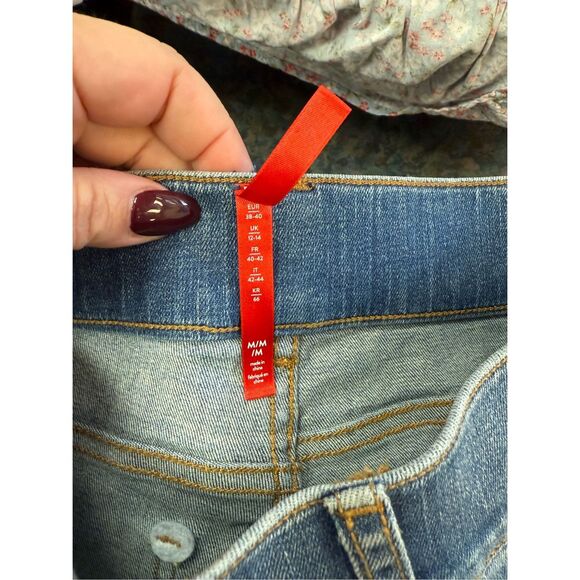 EUR
38-40
UK
12-14
FR
40-42
IT
42-44
KR
66
M/M
/M
made in
china
fabriqué en
chine